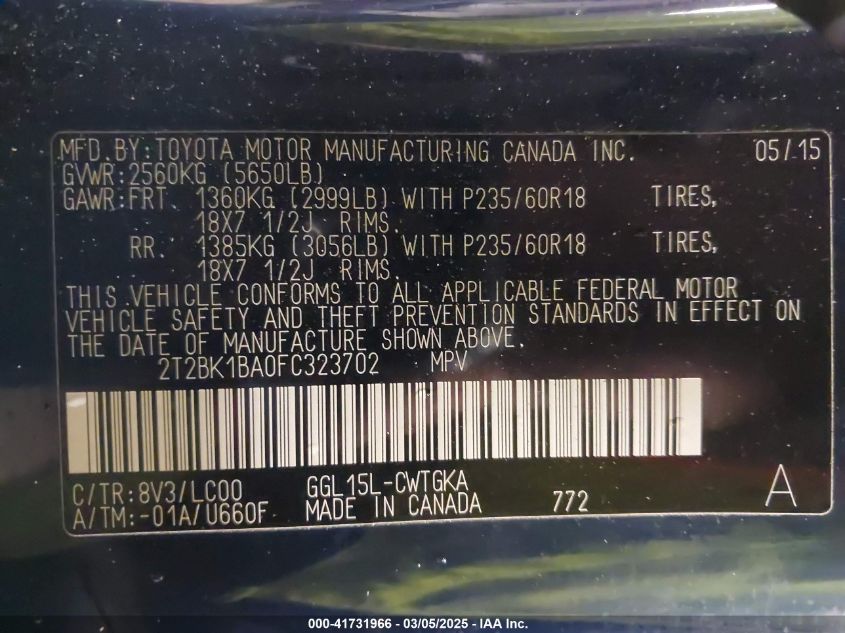 MFD.BY:TOYOTA MOTOR MANUFACTURING CANADA INC. 05/15
GVWR:2560KG (5650LB)
GAWR:FRT. 1360KG (2999LB) WITH P235/60R18 TIRES,
18X7 1/2J RIMS.
RR. 1385KG (3056LB) WITH P235/60R18 TIRES,
18X7 1/2J RIMS.
THIS VEHICLE CONFORMS TO ALL APPLICABLE FEDERAL MOTOR
VEHICLE SAFETY AND THEFT PREVENTION STANDARDS IN EFFECT ON
THE DATE OF MANUFACTURE SHOWN ABOVE.
2T2BK1BA0FC323702 MPV
C/TR:8V3/LC00 GGL15L-CWTGKA
A/TM:-01A/U660F MADE IN CANADA 772 A
000-41731966 - 03/05/2025 - IAA Inc.